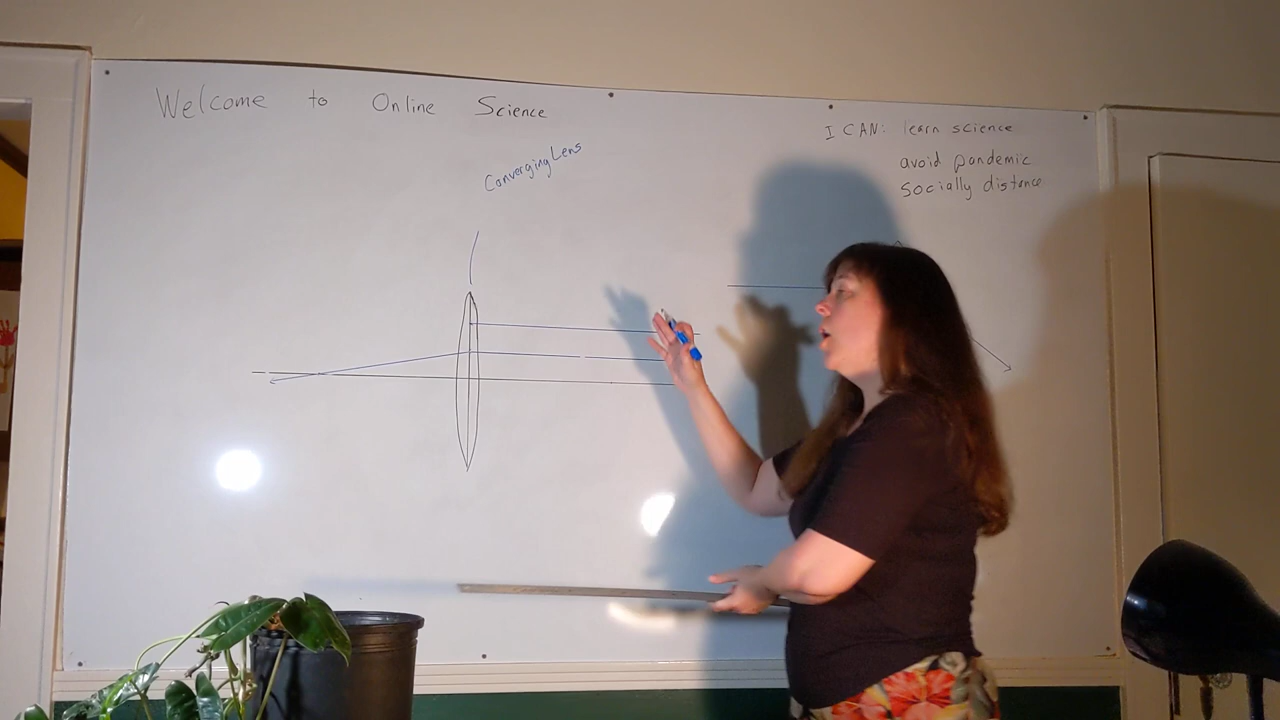 Welcome to Online Science
I CAN: learn science
avoid pandemic
socially distance
Converging Lens